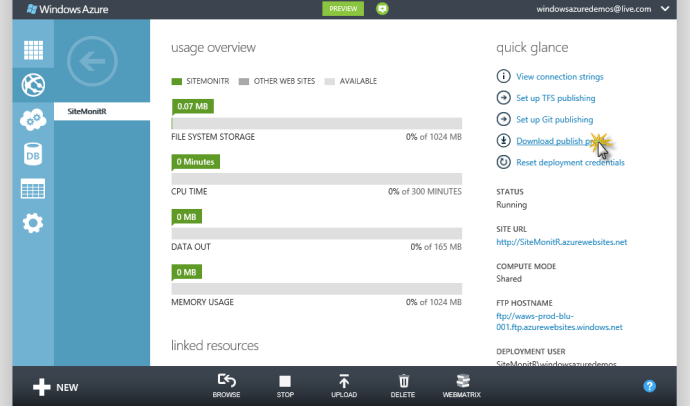 Windows Azure
PREVIEW
windowsazuredemos@live.com
SiteMonitR
DB
usage overview
SITEMONITR
OTHER WEB SITES
AVAILABLE
0.07 MB
FILE SYSTEM STORAGE
0% of 1024 MB
0 Minutes
CPU TIME
0% of 300 MINUTES
0 MB
DATA OUT
0% of 165 MB
0 MB
MEMORY USAGE
0% of 1024 MB
linked resources
quick glance
View connection strings
Set up TFS publishing
Set up Git publishing
Download publish
Reset deployment credentials
STATUS
Running
SITE URL
http://SiteMonitR.azurewebsites.net
COMPUTE MODE
Shared
FTP HOSTNAME
ftp://waws-prod-blu-
001.ftp.azurewebsites.windows.net
DEPLOYMENT USER
SiteMonitR\windowsazuredemos
NEW
BROWSE
STOP
UPLOAD
DELETE
WEBMATRIX
?